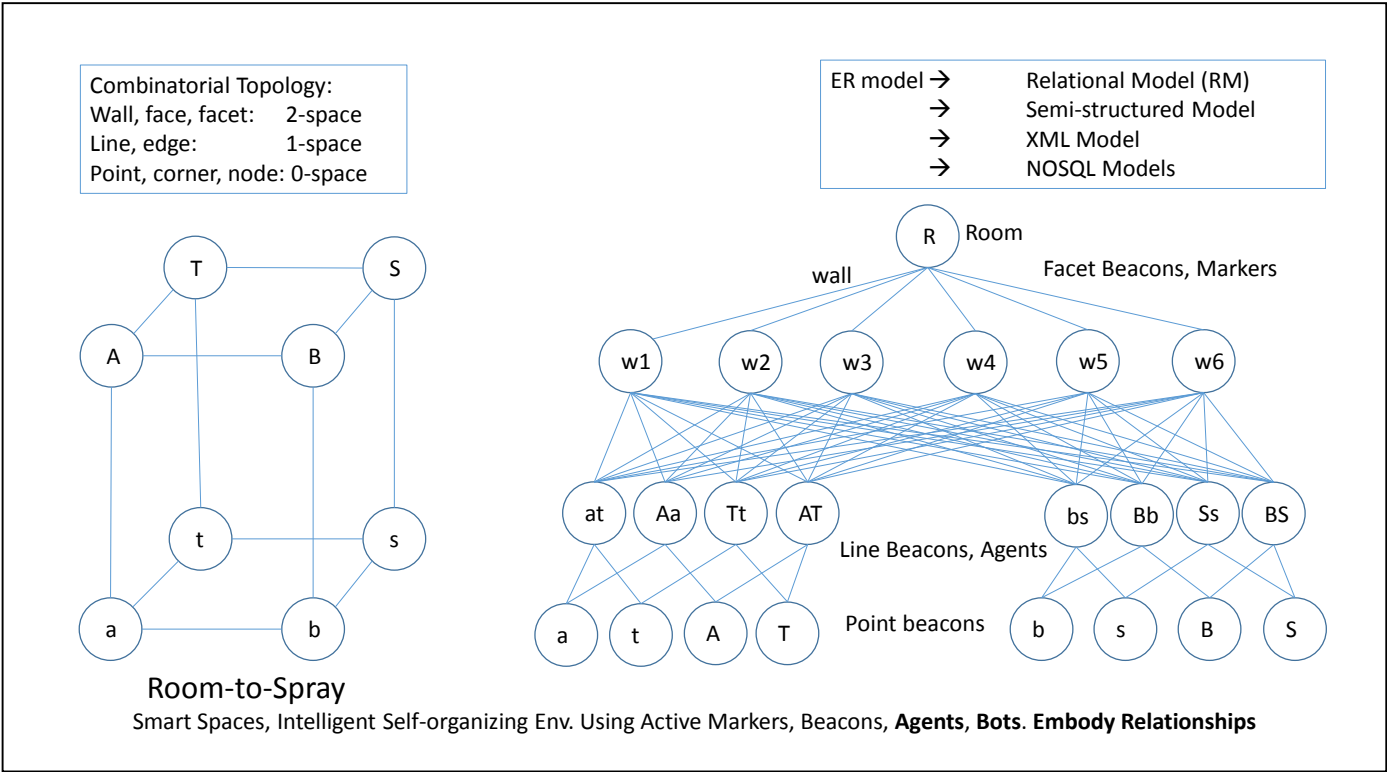 Combinatorial Topology:
Wall, face, facet: 2-space
Line, edge: 1-space
Point, corner, node: 0-space
ER model → Relational Model (RM)
→ Semi-structured Model
→ XML Model
→ NOSQL Models
T S
A B
t s
a b
Room-to-Spray
R Room
Facet Beacons, Markers
wall
w1 w2 w3 w4 w5 w6
at Aa Tt AT bs Bb Ss BS
Line Beacons, Agents
a t A T Point beacons b s B S
Smart Spaces, Intelligent Self-organizing Env. Using Active Markers, Beacons, Agents, Bots. Embody Relationships